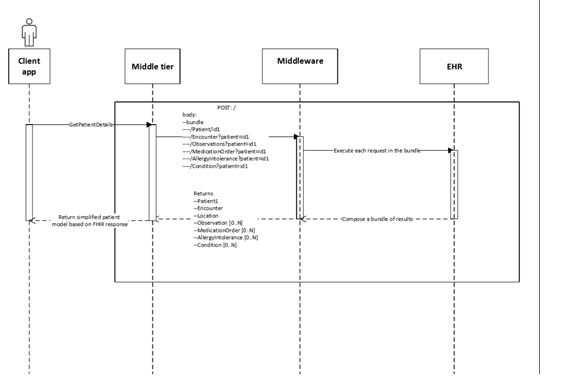 Client
app
Middle tier
Middleware
EHR
POST: /
body:
--bundle
---/Patient/id1
---/Encounter?patient=id1
---/Observations?patient=id1
---/MedicationOrder?patient=id1
---/AllergyIntolerance?patient=id1
---/Condition?patient=id1
GetPatientDetails
Execute each request in the bundle
Returns
--Patient1
--Encounter
--Location
--Observation [0..N]
--MedicationOrder [0..N]
--AllergyIntolerance [0..N]
--Condition [0..N]
Return simplified patient
model based on FHIR response
Compose a bundle of results